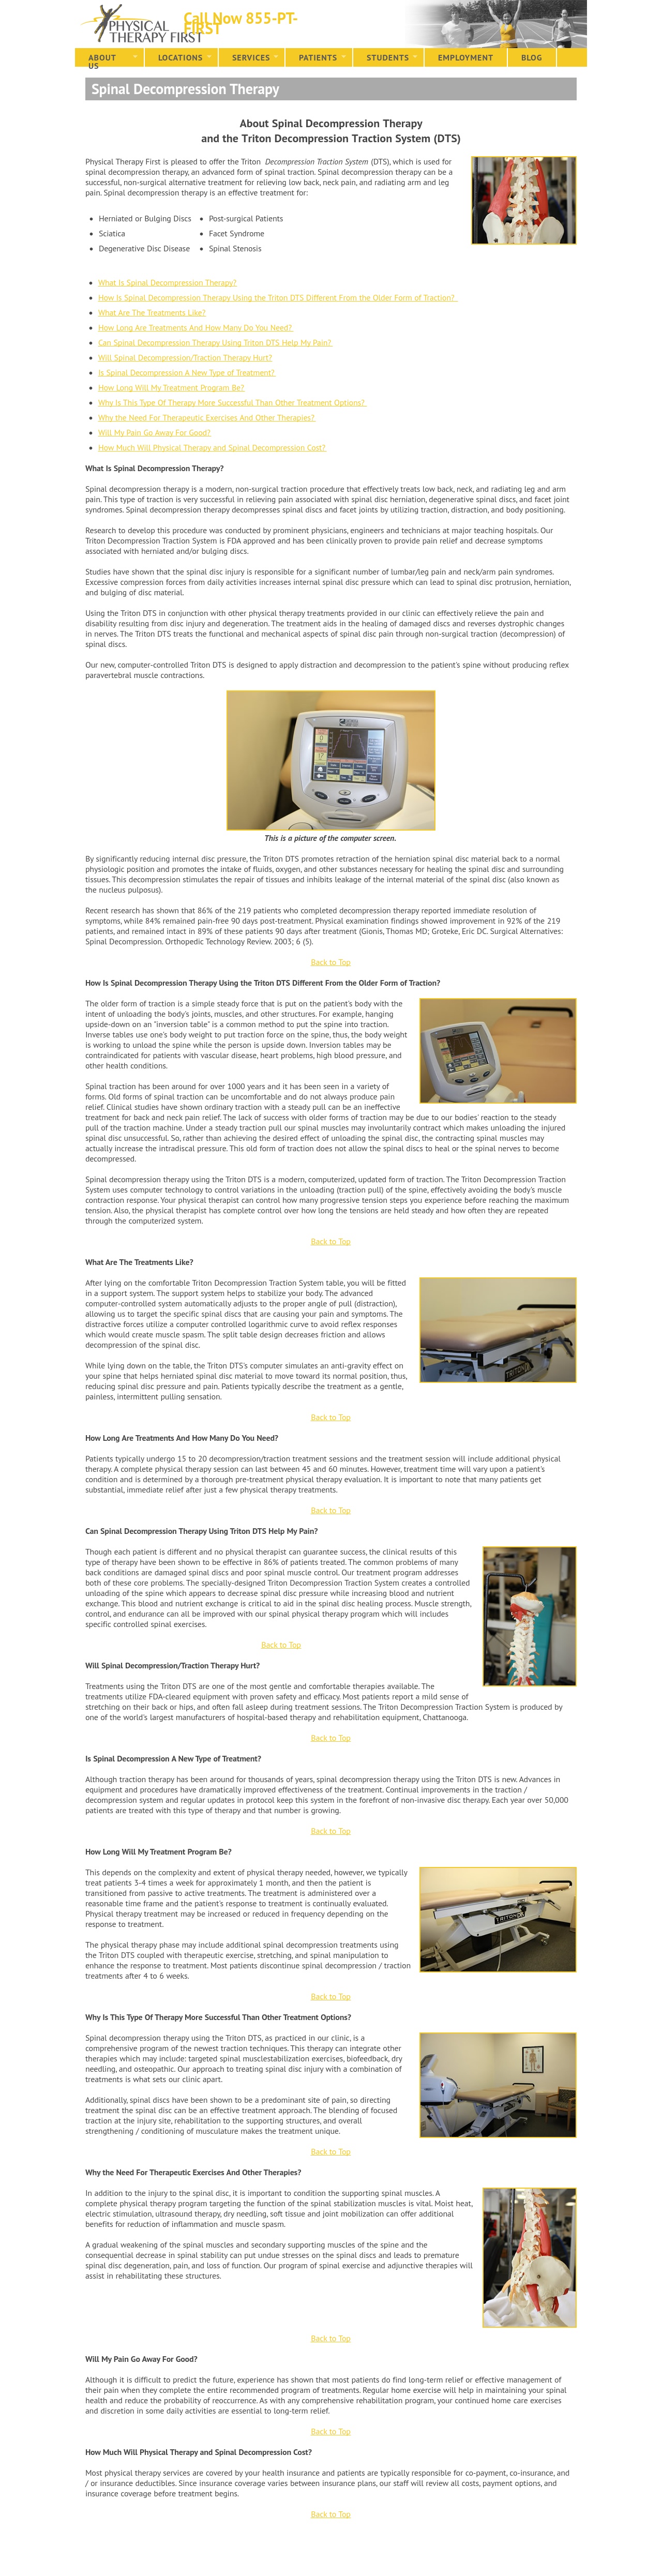 PHYSICAL
THERAPY FIRST
Call Now 855-PT-
FIRST
ABOUT US
LOCATIONS
SERVICES
PATIENTS
STUDENTS
EMPLOYMENT
BLOG
Spinal Decompression Therapy
About Spinal Decompression Therapy
and the Triton Decompression Traction System (DTS)
Physical Therapy First is pleased to offer the Triton Decompression Traction System (DTS), which is used for
spinal decompression therapy, an advanced form of spinal traction. Spinal decompression therapy can be a
successful, non-surgical alternative treatment for relieving low back, neck pain, and radiating arm and leg
pain. Spinal decompression therapy is an effective treatment for:
Herniated or Bulging Discs
Sciatica
Degenerative Disc Disease
Post-surgical Patients
Facet Syndrome
Spinal Stenosis
What Is Spinal Decompression Therapy?
How Is Spinal Decompression Therapy Using the Triton DTS Different From the Older Form of Traction?
What Are The Treatments Like?
How Long Are Treatments And How Many Do You Need?
Can Spinal Decompression Therapy Using Triton DTS Help My Pain?
Will Spinal Decompression/Traction Therapy Hurt?
Is Spinal Decompression A New Type of Treatment?
How Long Will My Treatment Program Be?
Why Is This Type Of Therapy More Successful Than Other Treatment Options?
Why the Need For Therapeutic Exercises And Other Therapies?
Will My Pain Go Away For Good?
How Much Will Physical Therapy and Spinal Decompression Cost?
What Is Spinal Decompression Therapy?
Spinal decompression therapy is a modern, non-surgical traction procedure that effectively treats low back, neck, and radiating leg and arm
pain. This type of traction is very successful in relieving pain associated with spinal disc herniation, degenerative spinal discs, and facet joint
syndromes. Spinal decompression therapy decompresses spinal discs and facet joints by utilizing traction, distraction, and body positioning.
Research to develop this procedure was conducted by prominent physicians, engineers and technicians at major teaching hospitals. Our
Triton Decompression Traction System is FDA approved and has been clinically proven to provide pain relief and decrease symptoms
associated with herniated and/or bulging discs.
Studies have shown that the spinal disc injury is responsible for a significant number of lumbar/leg pain and neck/arm pain syndromes.
Excessive compression forces from daily activities increases internal spinal disc pressure which can lead to spinal disc protrusion, herniation,
and bulging of disc material.
Using the Triton DTS in conjunction with other physical therapy treatments provided in our clinic can effectively relieve the pain and
disability resulting from disc injury and degeneration. The treatment aids in the healing of damaged discs and reverses dystrophic changes
in nerves. The Triton DTS treats the functional and mechanical aspects of spinal disc pain through non-surgical traction (decompression) of
spinal discs.
Our new, computer-controlled Triton DTS is designed to apply distraction and decompression to the patient's spine without producing reflex
paravertebral muscle contractions.
This is a picture of the computer screen.
By significantly reducing internal disc pressure, the Triton DTS promotes retraction of the herniation spinal disc material back to a normal
physiologic position and promotes the intake of fluids, oxygen, and other substances necessary for healing the spinal disc and surrounding
tissues. This decompression stimulates the repair of tissues and inhibits leakage of the internal material of the spinal disc (also known as
the nucleus pulposus).
Recent research has shown that 86% of the 219 patients who completed decompression therapy reported immediate resolution of
symptoms, while 84% remained pain-free 90 days post-treatment. Physical examination findings showed improvement in 92% of the 219
patients, and remained intact in 89% of these patients 90 days after treatment (Gionis, Thomas MD; Groteke, Eric DC. Surgical Alternatives:
Spinal Decompression. Orthopedic Technology Review. 2003; 6 (5).
Back to Top
How Is Spinal Decompression Therapy Using the Triton DTS Different From the Older Form of Traction?
The older form of traction is a simple steady force that is put on the patient's body with the
intent of unloading the body's joints, muscles, and other structures. For example, hanging
upside-down on an "inversion table" is a common method to put the spine into traction.
Inverse tables use one's body weight to put traction force on the spine, thus, the body weight
is working to unload the spine while the person is upside down. Inversion tables may be
contraindicated for patients with vascular disease, heart problems, high blood pressure, and
other health conditions.
Spinal traction has been around for over 1000 years and it has been seen in a variety of
forms. Old forms of spinal traction can be uncomfortable and do not always produce pain
relief. Clinical studies have shown ordinary traction with a steady pull can be an ineffective
treatment for back and neck pain relief. The lack of success with older forms of traction may be due to our bodies' reaction to the steady
pull of the traction machine. Under a steady traction pull our spinal muscles may involuntarily contract which makes unloading the injured
spinal disc unsuccessful. So, rather than achieving the desired effect of unloading the spinal disc, the contracting spinal muscles may
actually increase the intradiscal pressure. This old form of traction does not allow the spinal discs to heal or the spinal nerves to become
decompressed.
Spinal decompression therapy using the Triton DTS is a modern, computerized, updated form of traction. The Triton Decompression Traction
System uses computer technology to control variations in the unloading (traction pull) of the spine, effectively avoiding the body's muscle
contraction response. Your physical therapist can control how many progressive tension steps you experience before reaching the maximum
tension. Also, the physical therapist has complete control over how long the tensions are held steady and how often they are repeated
through the computerized system.
Back to Top
What Are The Treatments Like?
After lying on the comfortable Triton Decompression Traction System table, you will be fitted
in a support system. The support system helps to stabilize your body. The advanced
computer-controlled system automatically adjusts to the proper angle of pull (distraction),
allowing us to target the specific spinal discs that are causing your pain and symptoms. The
distractive forces utilize a computer controlled logarithmic curve to avoid reflex responses
which would create muscle spasm. The split table design decreases friction and allows
decompression of the spinal disc.
While lying down on the table, the Triton DTS's computer simulates an anti-gravity effect on
your spine that helps herniated spinal disc material to move toward its normal position, thus,
reducing spinal disc pressure and pain. Patients typically describe the treatment as a gentle,
painless, intermittent pulling sensation.
Back to Top
How Long Are Treatments And How Many Do You Need?
Patients typically undergo 15 to 20 decompression/traction treatment sessions and the treatment session will include additional physical
therapy. A complete physical therapy session can last between 45 and 60 minutes. However, treatment time will vary upon a patient's
condition and is determined by a thorough pre-treatment physical therapy evaluation. It is important to note that many patients get
substantial, immediate relief after just a few physical therapy treatments.
Back to Top
Can Spinal Decompression Therapy Using Triton DTS Help My Pain?
Though each patient is different and no physical therapist can guarantee success, the clinical results of this
type of therapy have been shown to be effective in 86% of patients treated. The common problems of many
back conditions are damaged spinal discs and poor spinal muscle control. Our treatment program addresses
both of these core problems. The specially-designed Triton Decompression Traction System creates a controlled
unloading of the spine which appears to decrease spinal disc pressure while increasing blood and nutrient
exchange. This blood and nutrient exchange is critical to aid in the spinal disc healing process. Muscle strength,
control, and endurance can all be improved with our spinal physical therapy program which will includes
specific controlled spinal exercises.
Back to Top
Will Spinal Decompression/Traction Therapy Hurt?
Treatments using the Triton DTS are one of the most gentle and comfortable therapies available. The
treatments utilize FDA-cleared equipment with proven safety and efficacy. Most patients report a mild sense of
stretching on their back or hips, and often fall asleep during treatment sessions. The Triton Decompression Traction System is produced by
one of the world's largest manufacturers of hospital-based therapy and rehabilitation equipment, Chattanooga.
Back to Top
Is Spinal Decompression A New Type of Treatment?
Although traction therapy has been around for thousands of years, spinal decompression therapy using the Triton DTS is new. Advances in
equipment and procedures have dramatically improved effectiveness of the treatment. Continual improvements in the traction /
decompression system and regular updates in protocol keep this system in the forefront of non-invasive disc therapy. Each year over 50,000
patients are treated with this type of therapy and that number is growing.
Back to Top
How Long Will My Treatment Program Be?
This depends on the complexity and extent of physical therapy needed, however, we typically
treat patients 3-4 times a week for approximately 1 month, and then the patient is
transitioned from passive to active treatments. The treatment is administered over a
reasonable time frame and the patient's response to treatment is continually evaluated.
Physical therapy treatment may be increased or reduced in frequency depending on the
response to treatment.
The physical therapy phase may include additional spinal decompression treatments using
the Triton DTS coupled with therapeutic exercise, stretching, and spinal manipulation to
enhance the response to treatment. Most patients discontinue spinal decompression / traction
treatments after 4 to 6 weeks.
Back to Top
Why Is This Type Of Therapy More Successful Than Other Treatment Options?
Spinal decompression therapy using the Triton DTS, as practiced in our clinic, is a
comprehensive program of the newest traction techniques. This therapy can integrate other
therapies which may include: targeted spinal musclestabilization exercises, biofeedback, dry
needling, and osteopathic. Our approach to treating spinal disc injury with a combination of
treatments is what sets our clinic apart.
Additionally, spinal discs have been shown to be a predominant site of pain, so directing
treatment the spinal disc can be an effective treatment approach. The blending of focused
traction at the injury site, rehabilitation to the supporting structures, and overall
strengthening / conditioning of musculature makes the treatment unique.
Back to Top
Why the Need For Therapeutic Exercises And Other Therapies?
In addition to the injury to the spinal disc, it is important to condition the supporting spinal muscles. A
complete physical therapy program targeting the function of the spinal stabilization muscles is vital. Moist heat,
electric stimulation, ultrasound therapy, dry needling, soft tissue and joint mobilization can offer additional
benefits for reduction of inflammation and muscle spasm.
A gradual weakening of the spinal muscles and secondary supporting muscles of the spine and the
consequential decrease in spinal stability can put undue stresses on the spinal discs and leads to premature
spinal disc degeneration, pain, and loss of function. Our program of spinal exercise and adjunctive therapies will
assist in rehabilitating these structures.
Back to Top
Will My Pain Go Away For Good?
Although it is difficult to predict the future, experience has shown that most patients do find long-term relief or effective management of
their pain when they complete the entire recommended program of treatments. Regular home exercise will help in maintaining your spinal
health and reduce the probability of reoccurrence. As with any comprehensive rehabilitation program, your continued home care exercises
and discretion in some daily activities are essential to long-term relief.
Back to Top
How Much Will Physical Therapy and Spinal Decompression Cost?
Most physical therapy services are covered by your health insurance and patients are typically responsible for co-payment, co-insurance, and
/ or insurance deductibles. Since insurance coverage varies between insurance plans, our staff will review all costs, payment options, and
insurance coverage before treatment begins.
Back to Top